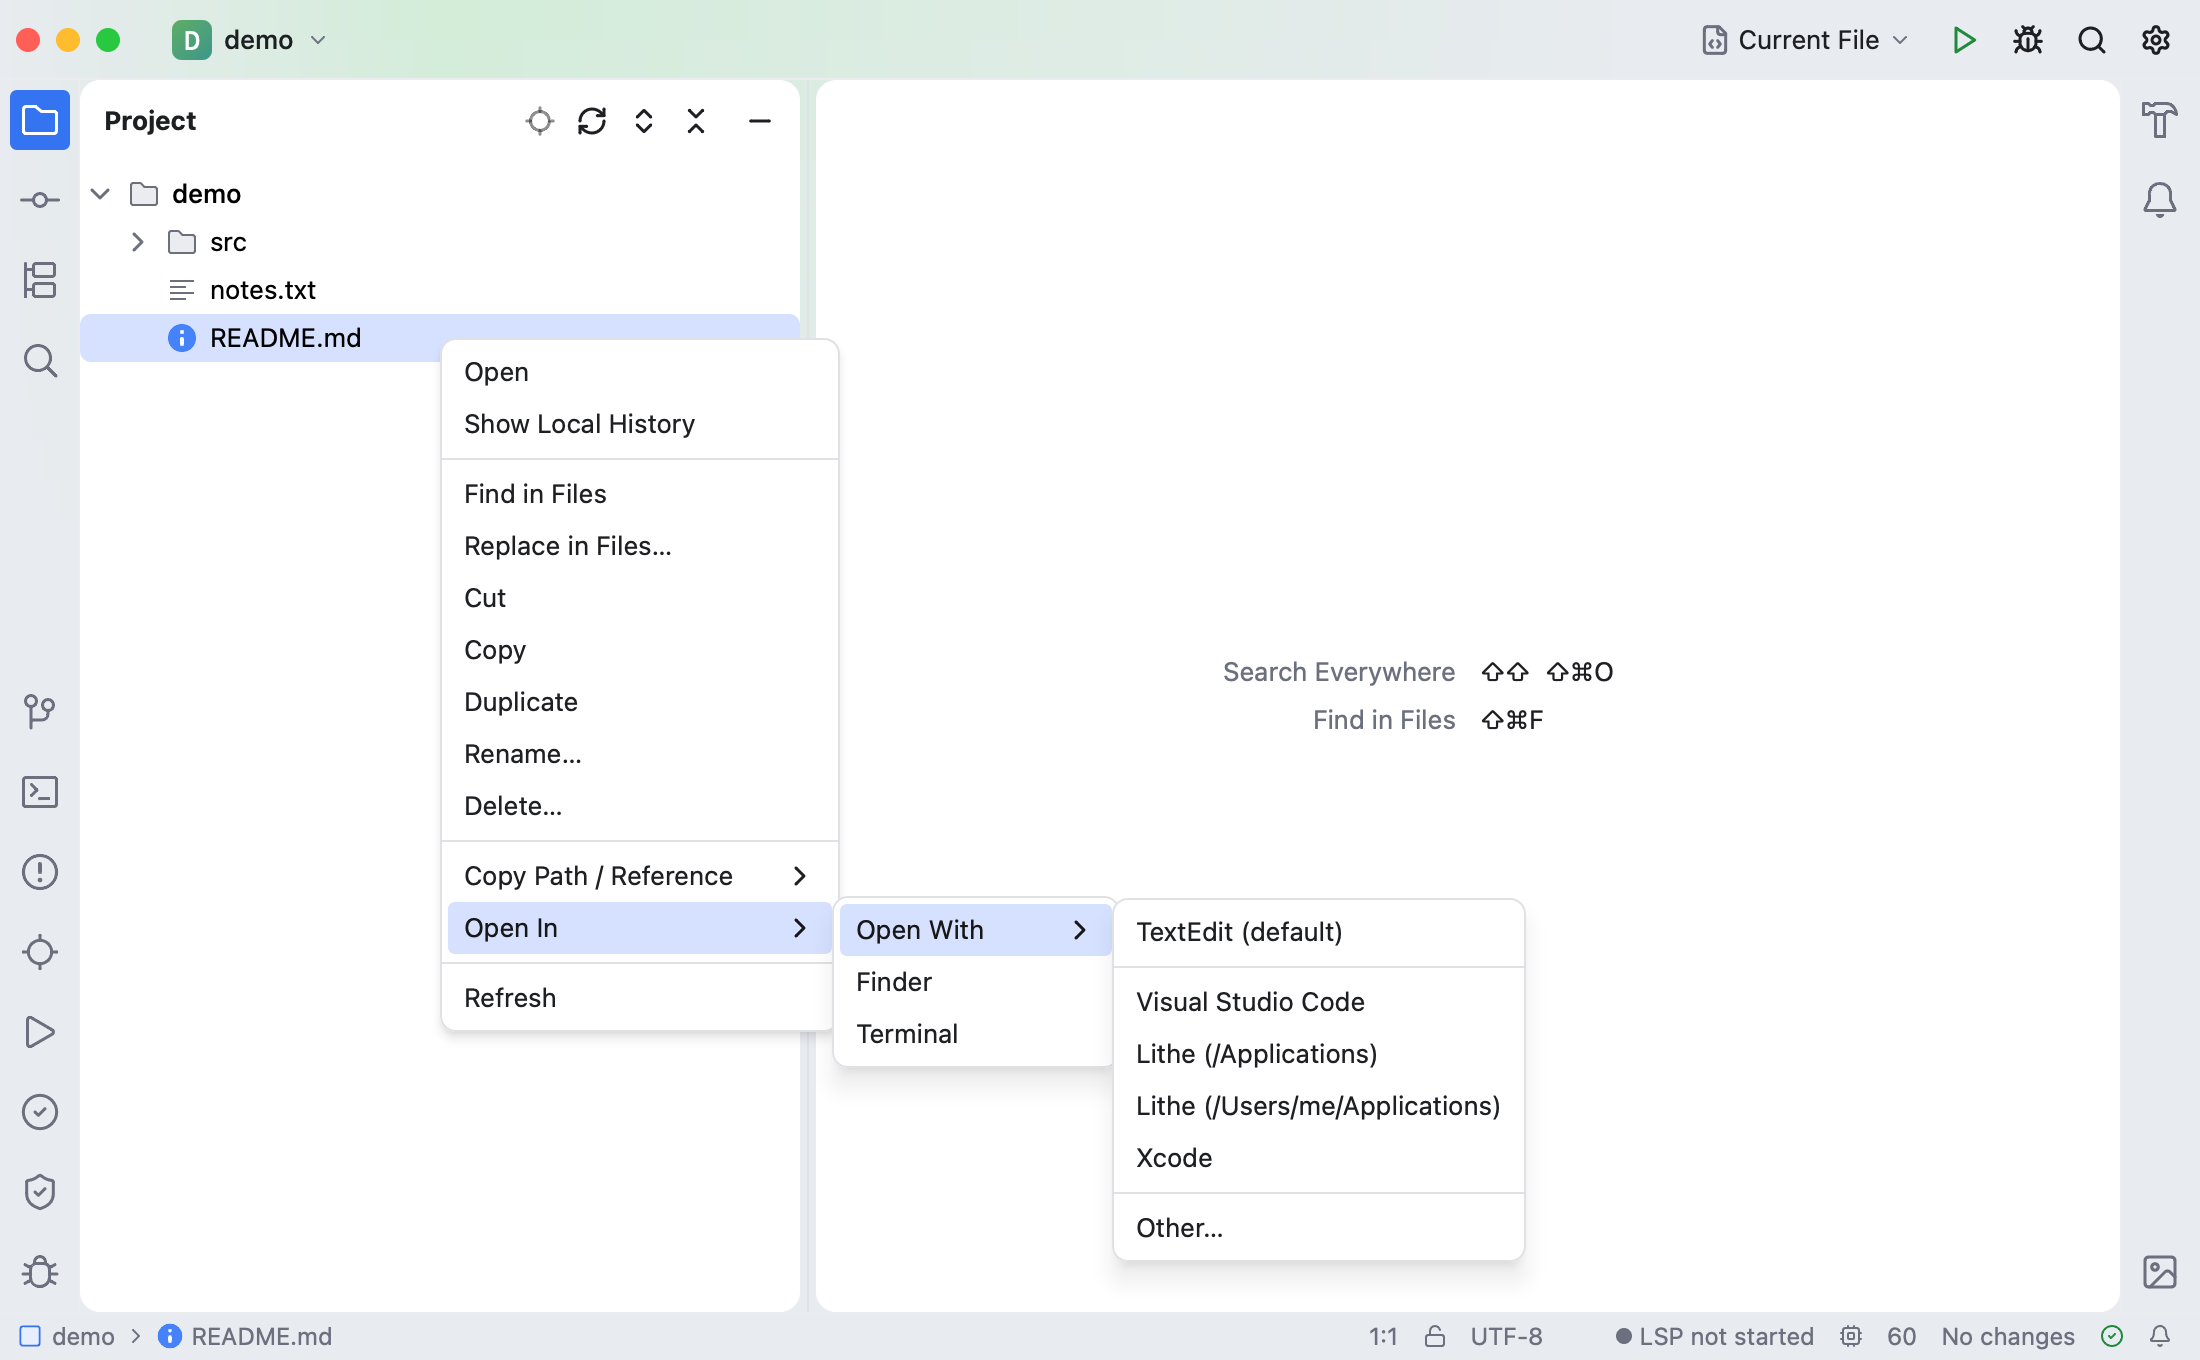 D demo
Current File
Project
demo
src
notes.txt
README.md
Open
Show Local History
Find in Files
Replace in Files...
Cut
Copy
Duplicate
Rename...
Delete...
Copy Path / Reference
Open In
Refresh
Open With
Finder
Terminal
TextEdit (default)
Visual Studio Code
Lithe (/Applications)
Lithe (/Users/me/Applications)
Xcode
Other...
Search Everywhere ⇧⇧ ⇧⌘O
Find in Files ⇧⌘F
demo README.md
1:1 UTF-8 LSP not started 60 No changes